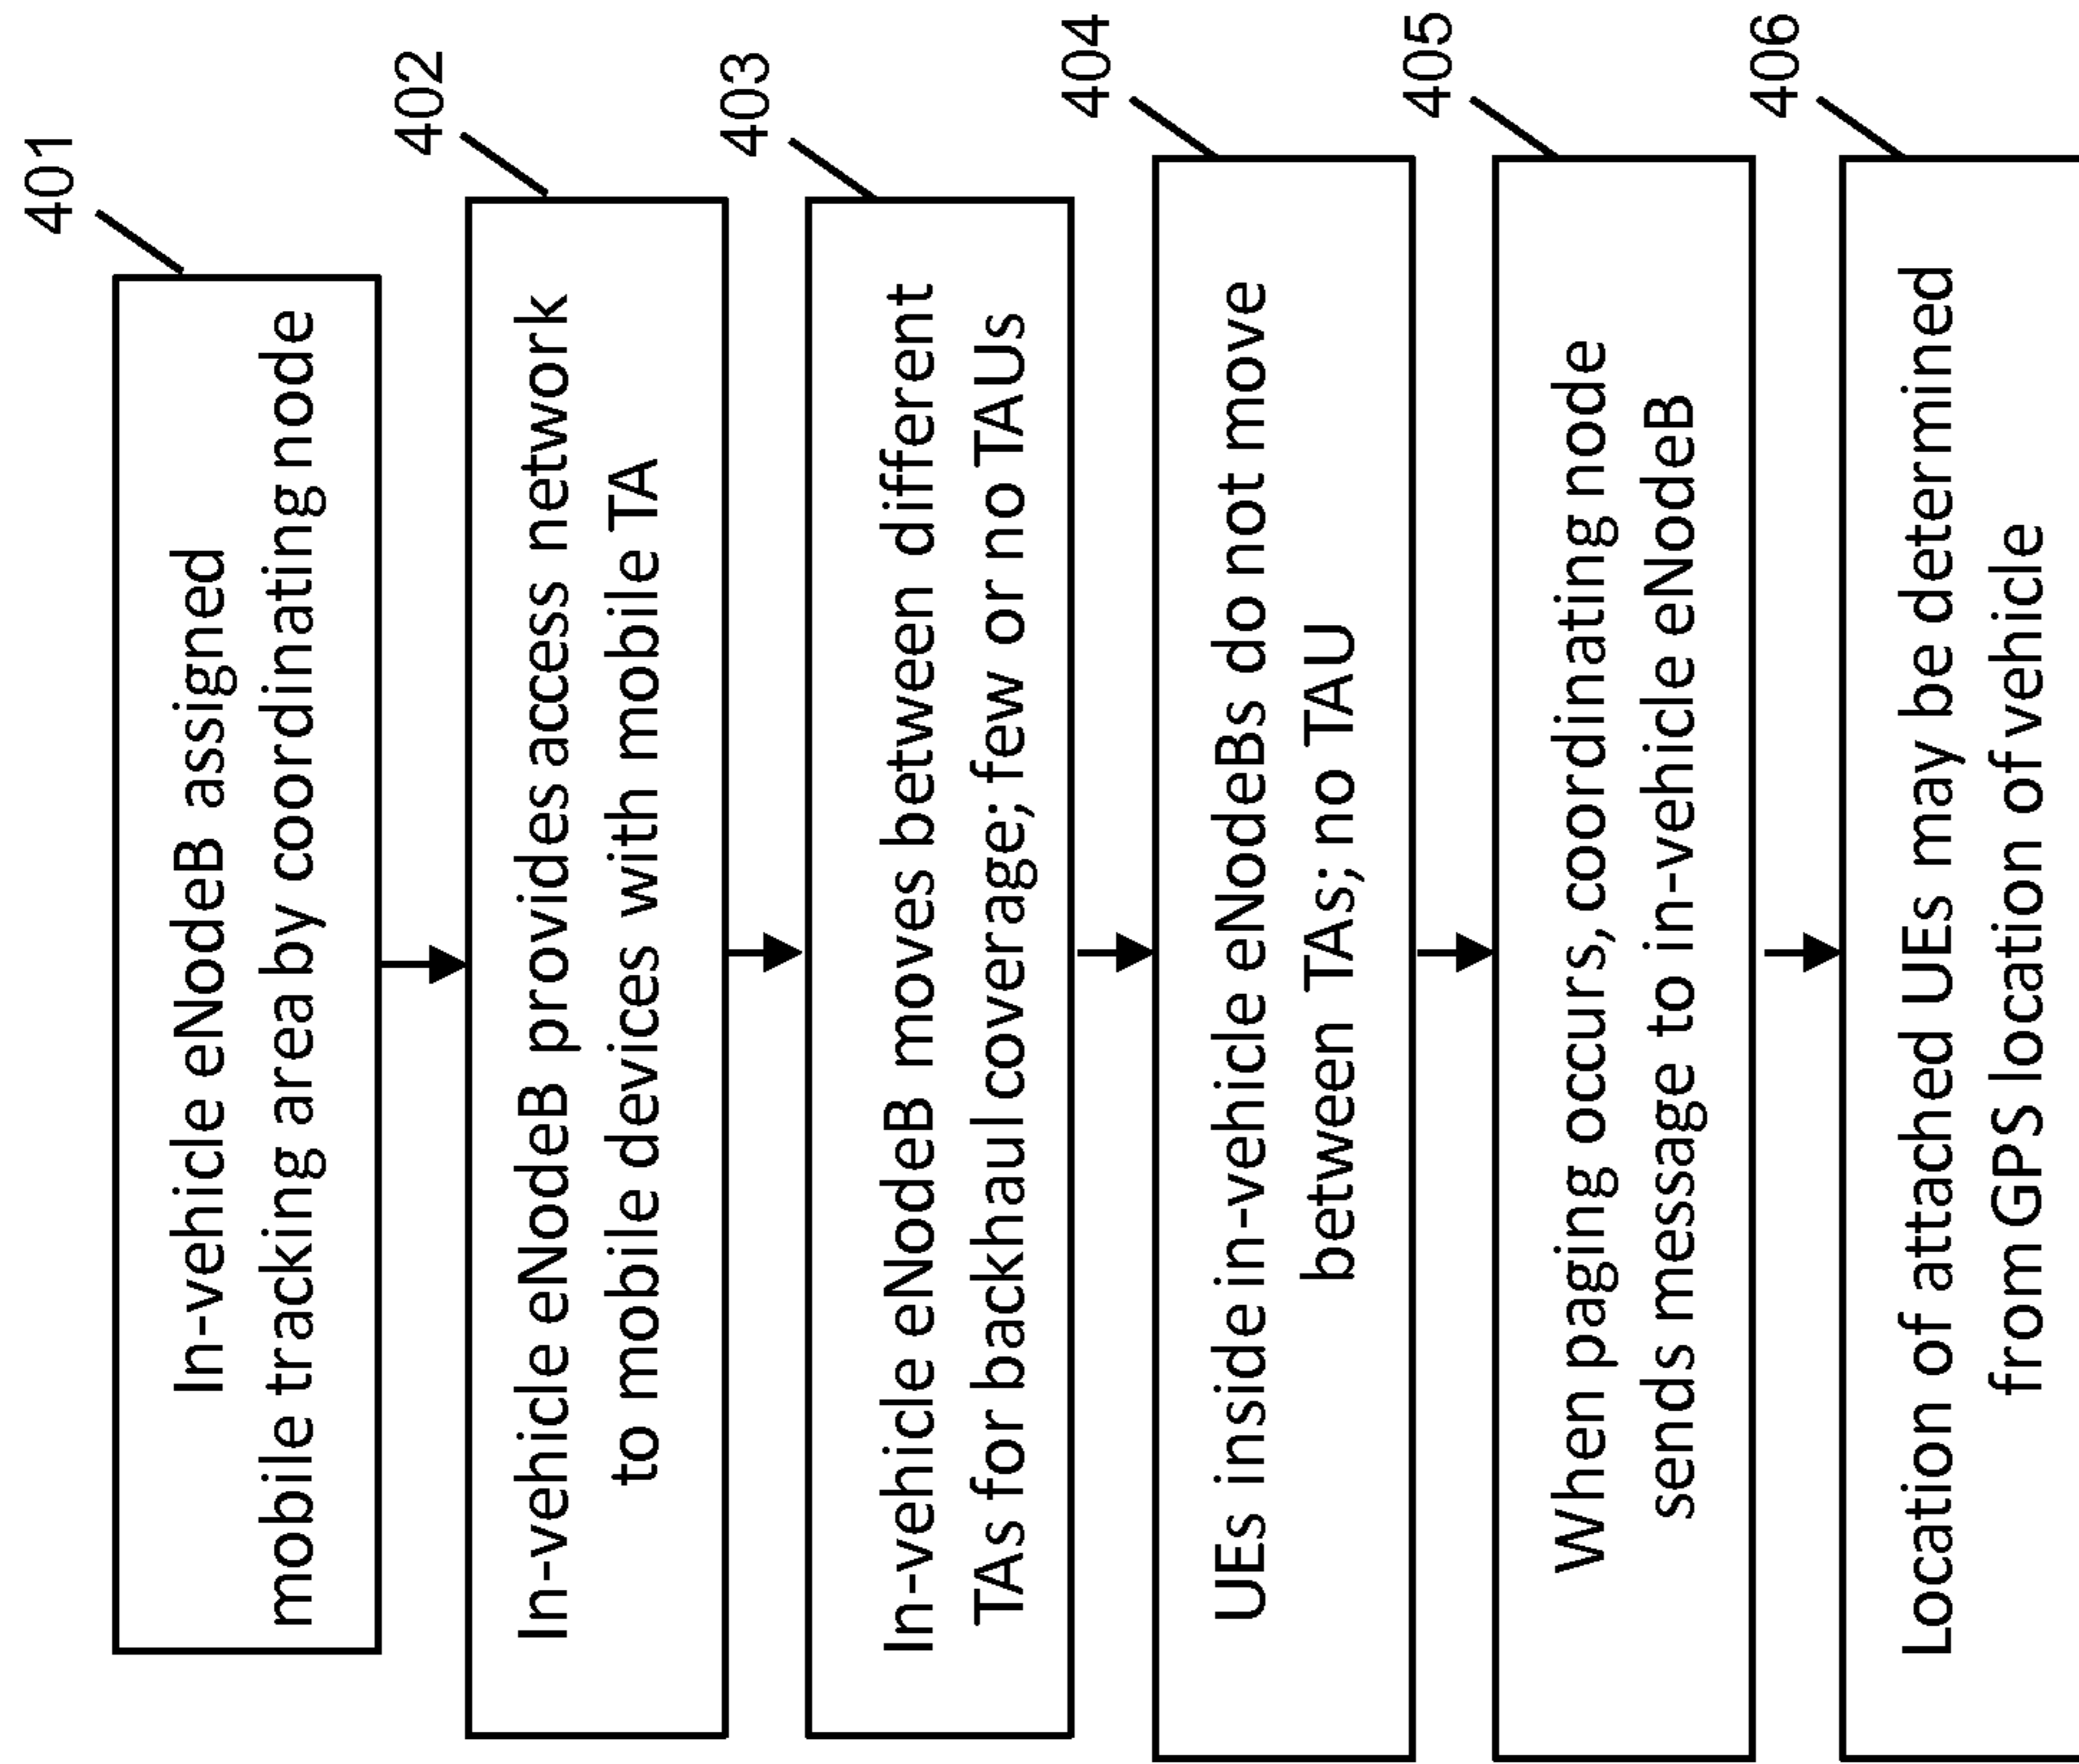 401
In-vehicle eNodeB assigned
mobile tracking area by coordinating node
402
In-vehicle eNodeB provides access network
to mobile devices with mobile TA
403
In-vehicle eNodeB moves between different
TAs for backhaul coverage; few or no TAUs
404
UEs inside in-vehicle eNodeBs do not move
between TAs; no TAU
405
When paging occurs, coordinating node
sends message to in-vehicle eNodeB
406
Location of attached UEs may be determined
from GPS location of vehicle